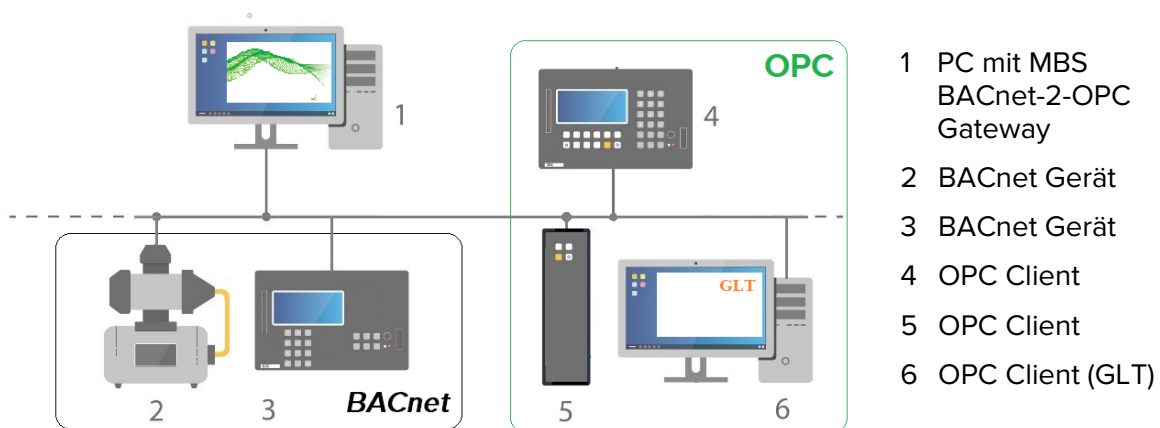 OPC
1
4
GLT
2
3
BACnet
5
6
1 PC mit MBS
BACnet-2-OPC
Gateway
2 BACnet Gerät
3 BACnet Gerät
4 OPC Client
5 OPC Client
6 OPC Client (GLT)